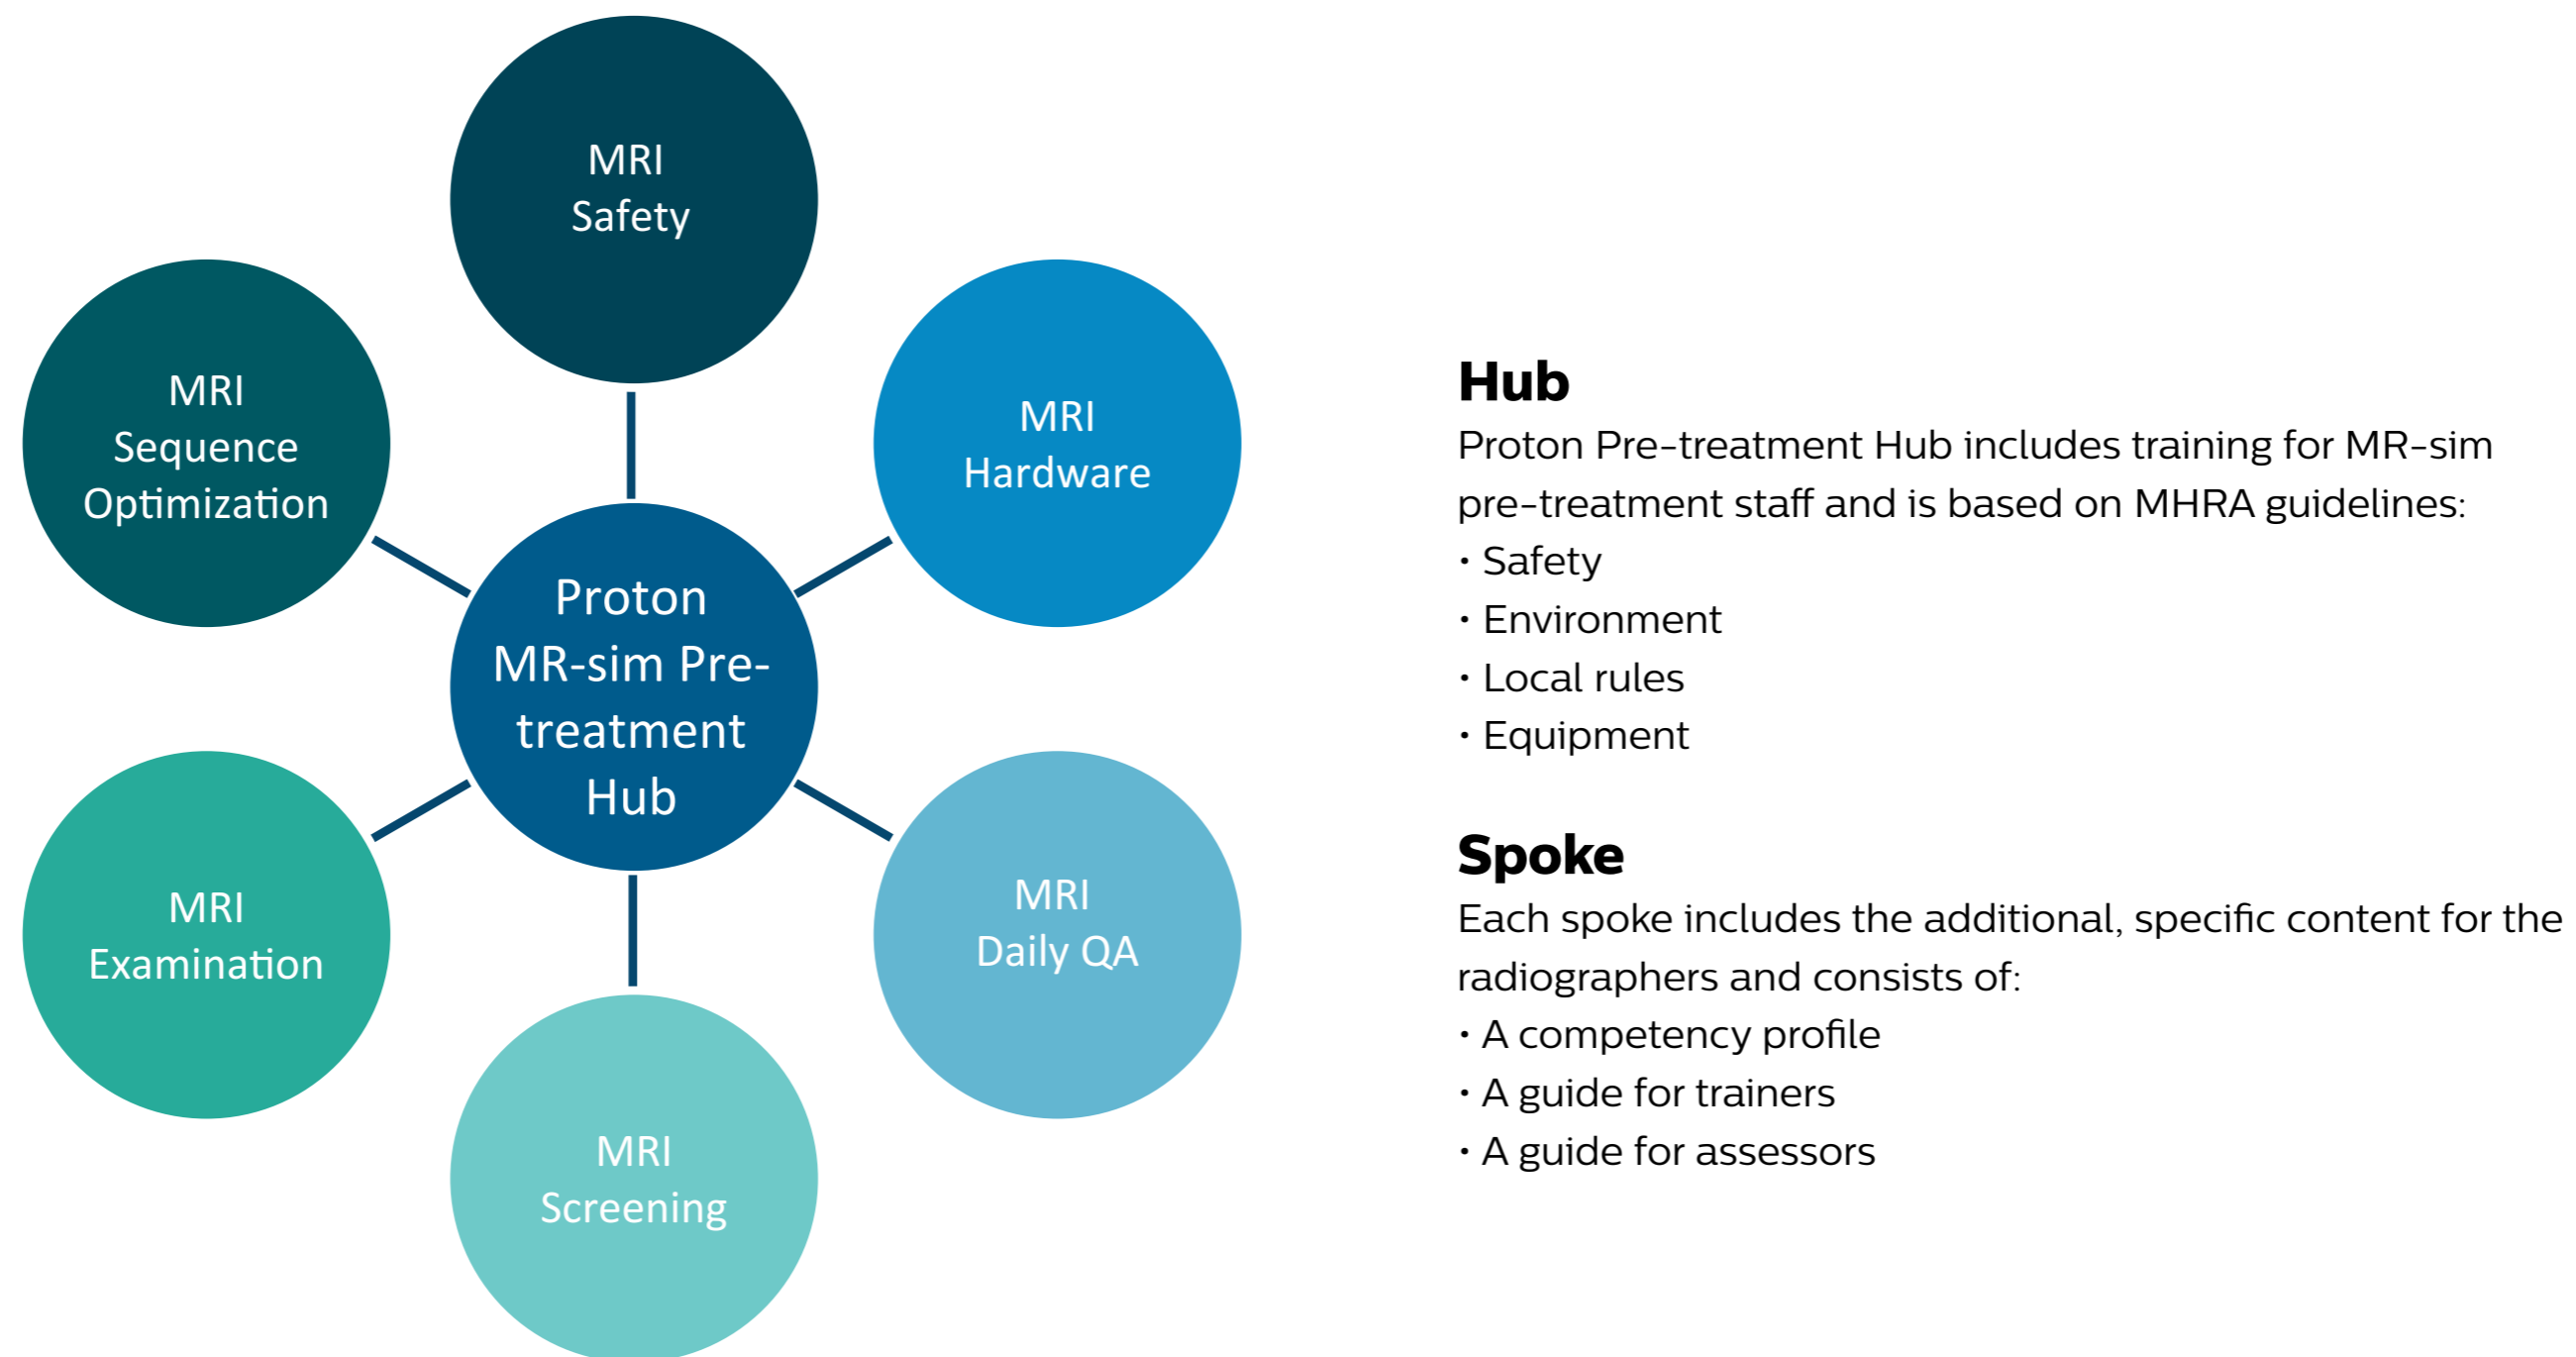 MRI
Safety
MRI
Hardware
MRI
Daily QA
MRI
Screening
MRI
Examination
MRI
Sequence
Optimization
Proton
MR-sim Pre-
treatment
Hub
Hub
Proton Pre-treatment Hub includes training for MR-sim
pre-treatment staff and is based on MHRA guidelines:
• Safety
• Environment
• Local rules
• Equipment
Spoke
Each spoke includes the additional, specific content for the
radiographers and consists of:
• A competency profile
• A guide for trainers
• A guide for assessors